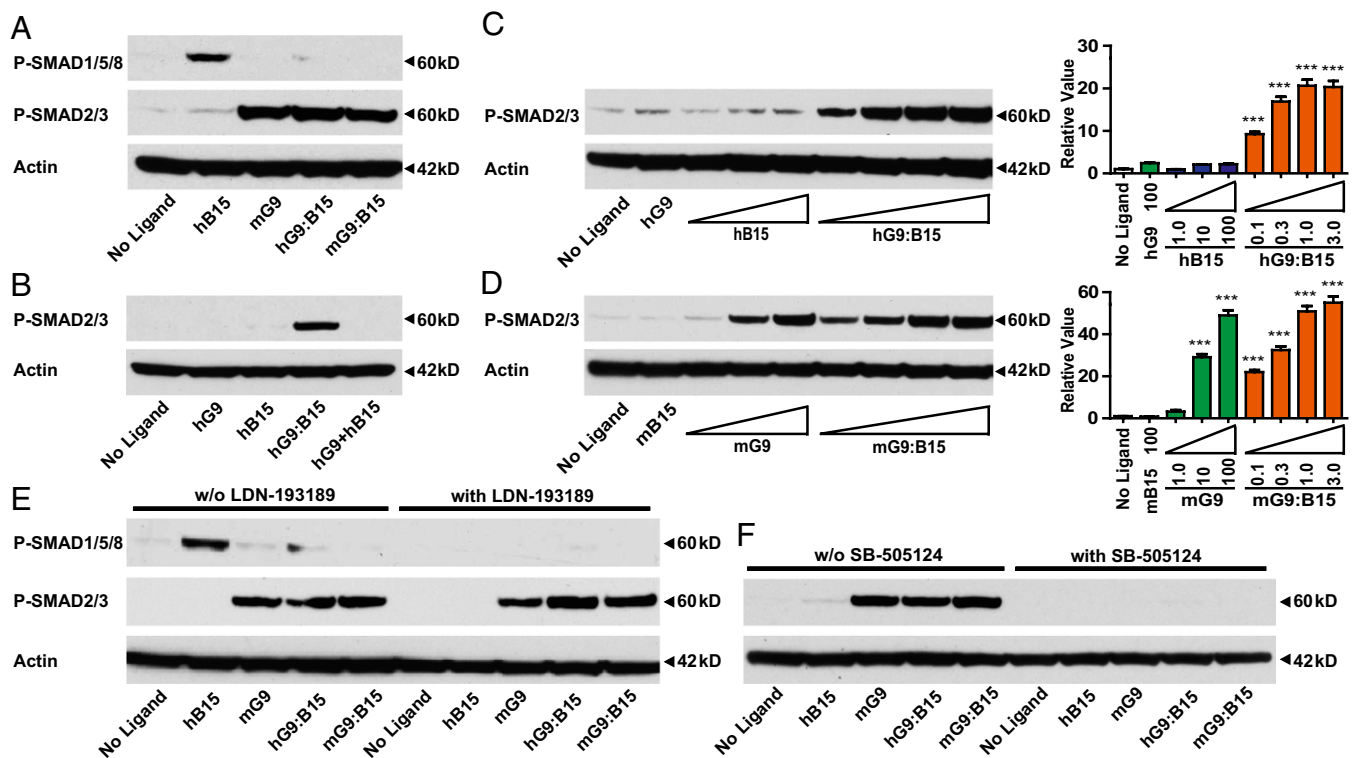 A
P-SMAD1/5/8
◄60kD
P-SMAD2/3
◄60kD
Actin
◄42kD
No Ligand
hB15
mG9
hG9:B15
mG9:B15
B
P-SMAD2/3
◄60kD
Actin
◄42kD
No Ligand
hG9
hB15
hG9:B15
hG9+hB15
C
P-SMAD2/3
◄60kD
Actin
◄42kD
No Ligand
hG9
hB15
hG9:B15
Relative Value
30
20
10
0
*** *** *** ***
No Ligand
100
1.0
10
100
0.1
0.3
1.0
3.0
hG9
hB15
hG9:B15
D
P-SMAD2/3
◄60kD
Actin
◄42kD
No Ligand
mB15
mG9
mG9:B15
Relative Value
60
40
20
0
*** *** *** *** *** ***
No Ligand
100
1.0
10
100
0.1
0.3
1.0
3.0
mB15
mG9
mG9:B15
E
w/o LDN-193189
with LDN-193189
P-SMAD1/5/8
◄60kD
P-SMAD2/3
◄60kD
Actin
◄42kD
No Ligand
hB15
mG9
hG9:B15
mG9:B15
No Ligand
hB15
mG9
hG9:B15
mG9:B15
F
w/o SB-505124
with SB-505124
◄60kD
◄42kD
No Ligand
hB15
mG9
hG9:B15
mG9:B15
No Ligand
hB15
mG9
hG9:B15
mG9:B15